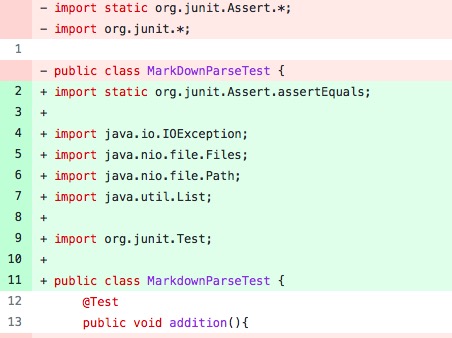 - import static org.junit.Assert.*;
- import org.junit.*;
1
- public class MarkDownParseTest {
2 + import static org.junit.Assert.assertEquals;
3 +
4 + import java.io.IOException;
5 + import java.nio.file.Files;
6 + import java.nio.file.Path;
7 + import java.util.List;
8 +
9 + import org.junit.Test;
10 +
11 + public class MarkdownParseTest {
12 @Test
13 public void addition(){